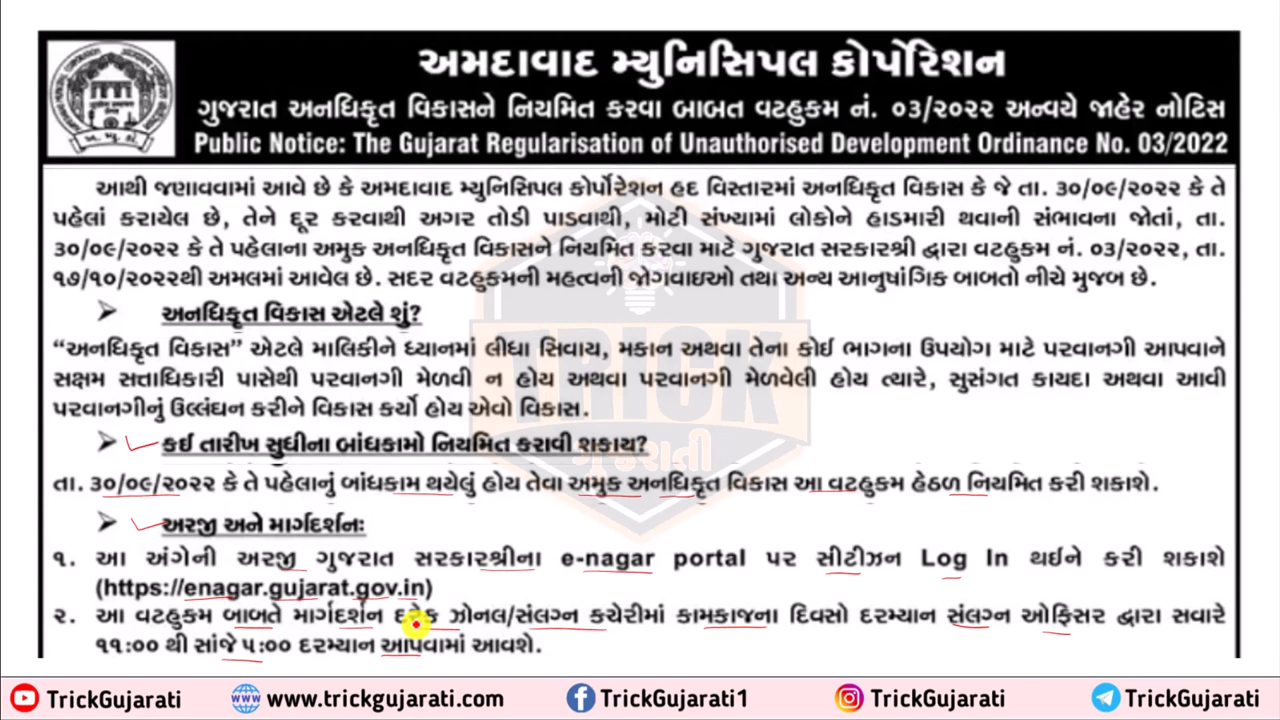 અમદાવાદ મ્યુનિસિપલ કોર્પોરેશન
ગુજરાત અનધિકૃત વિકાસને નિયમિત કરવા બાબત વટહુકમ નં. ૦૩/૨૦૨૨ અન્વયે જાહેર નોટિસ
Public Notice: The Gujarat Regularisation of Unauthorised Development Ordinance No. 03/2022
આથી જણાવવામાં આવે છે કે અમદાવાદ મ્યુનિસિપલ કોર્પોરેશન હદ વિસ્તારમાં અનધિકૃત વિકાસ કે જે તા. ૩૦/૦૯/૨૦૨૨ કે તે
પહેલાં કરાયેલ છે, તેને દૂર કરવાથી અગર તોડી પાડવાથી, મોટી સંખ્યામાં લોકોને હાડમારી થવાની સંભાવના જોતાં, તા.
૩૦/૦૯/૨૦૨૨ કે તે પહેલાના અમુક અનધિકૃત વિકાસને નિયમિત કરવા માટે ગુજરાત સરકારશ્રી દ્વારા વટહુકમ નં. ૦૩/૨૦૨૨, તા.
૧૭/૧૦/૨૦૨૨થી અમલમાં આવેલ છે. સદર વટહુકમની મહત્વની જોગવાઇઓ તથા અન્ય આનુષાંગિક બાબતો નીચે મુજબ છે.
➢ અનધિકૃત વિકાસ એટલે શું?
“અનધિકૃત વિકાસ” એટલે માલિકીને ધ્યાનમાં લીધા સિવાય, મકાન અથવા તેના કોઈ ભાગના ઉપયોગ માટે પરવાનગી આપવાને
સક્ષમ સત્તાધિકારી પાસેથી પરવાનગી મેળવી ન હોય અથવા પરવાનગી મેળવેલી હોય ત્યારે, સુસંગત કાયદા અથવા આવી
પરવાનગીનું ઉલ્લંઘન કરીને વિકાસ કર્યો હોય એવો વિકાસ.
➢ કઈ તારીખ સુધીના બાંધકામો નિયમિત કરાવી શકાય?
તા. ૩૦/૦૯/૨૦૨૨ કે તે પહેલાનું બાંધકામ થયેલું હોય તેવા અમુક અનધિકૃત વિકાસ આ વટહુકમ હેઠળ નિયમિત કરી શકાશે.
➢ અરજી અને માર્ગદર્શન:
૧. આ અંગેની અરજી ગુજરાત સરકારશ્રીના e-nagar portal પર સીટીઝન Log In થઈને કરી શકાશે
(https://enagar.gujarat.gov.in)
૨. આ વટહુકમ બાબતે માર્ગદર્શન દરેક ઝોનલ/સંલગ્ન કચેરીમાં કામકાજના દિવસો દરમ્યાન સંલગ્ન ઓફિસર દ્વારા સવારે
૧૧:૦૦ થી સાંજે ૫:૦૦ દરમ્યાન આપવામાં આવશે.
TRICK
ગુજરાતી
TrickGujarati www.trickgujarati.com TrickGujarati1 TrickGujarati TrickGujarati